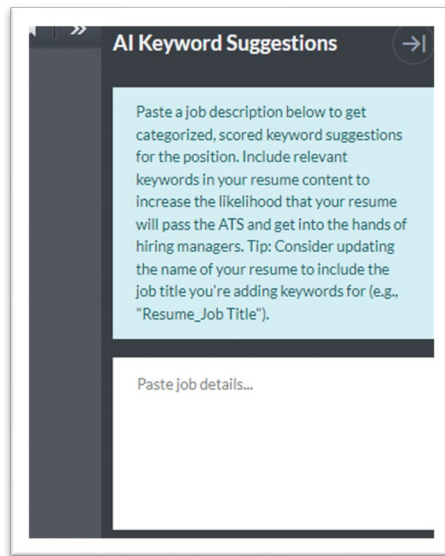 »
AI Keyword Suggestions
Paste a job description below to get
categorized, scored keyword suggestions
for the position. Include relevant
keywords in your resume content to
increase the likelihood that your resume
will pass the ATS and get into the hands of
hiring managers. Tip: Consider updating
the name of your resume to include the
job title you're adding keywords for (e.g.,
"Resume_Job Title").
Paste job details...